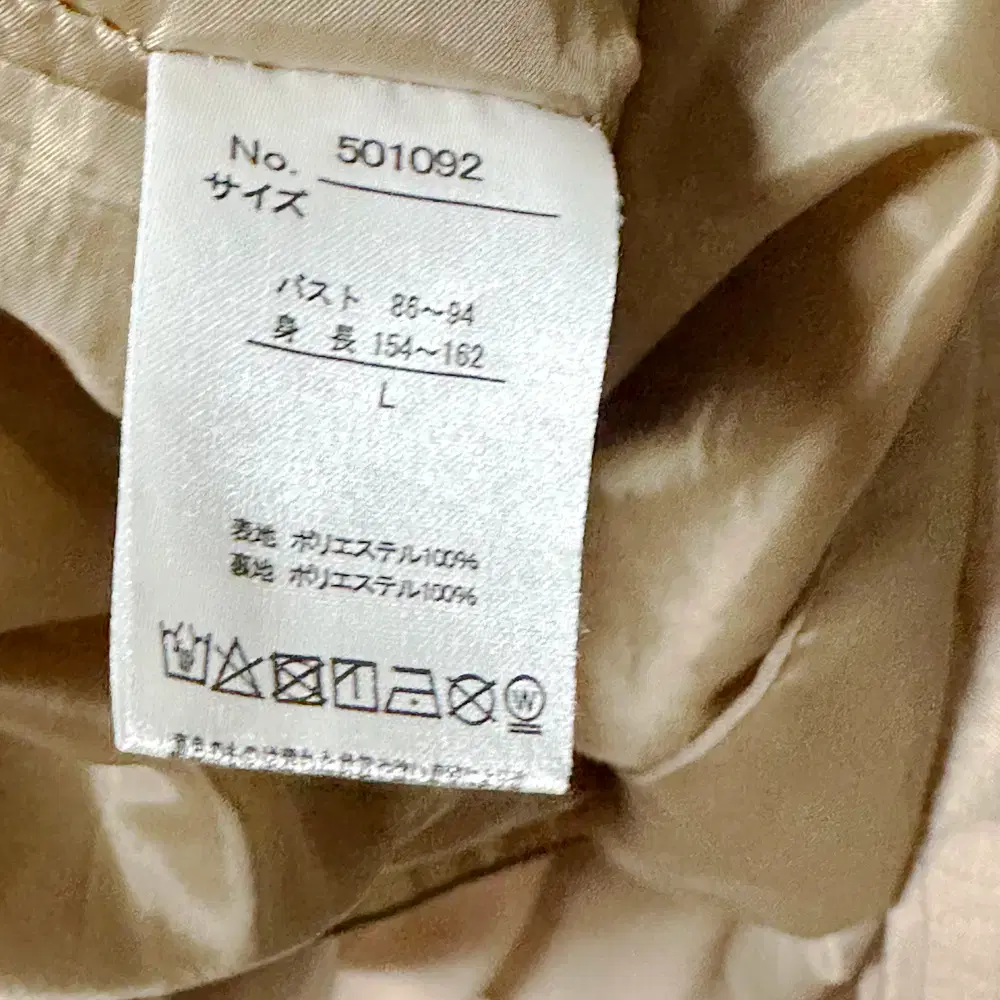 No. 501092
サイズ
バスト 86~94
身長 154~162
L
表地 ポリエステル100%
裏地 ポリエステル100%
W